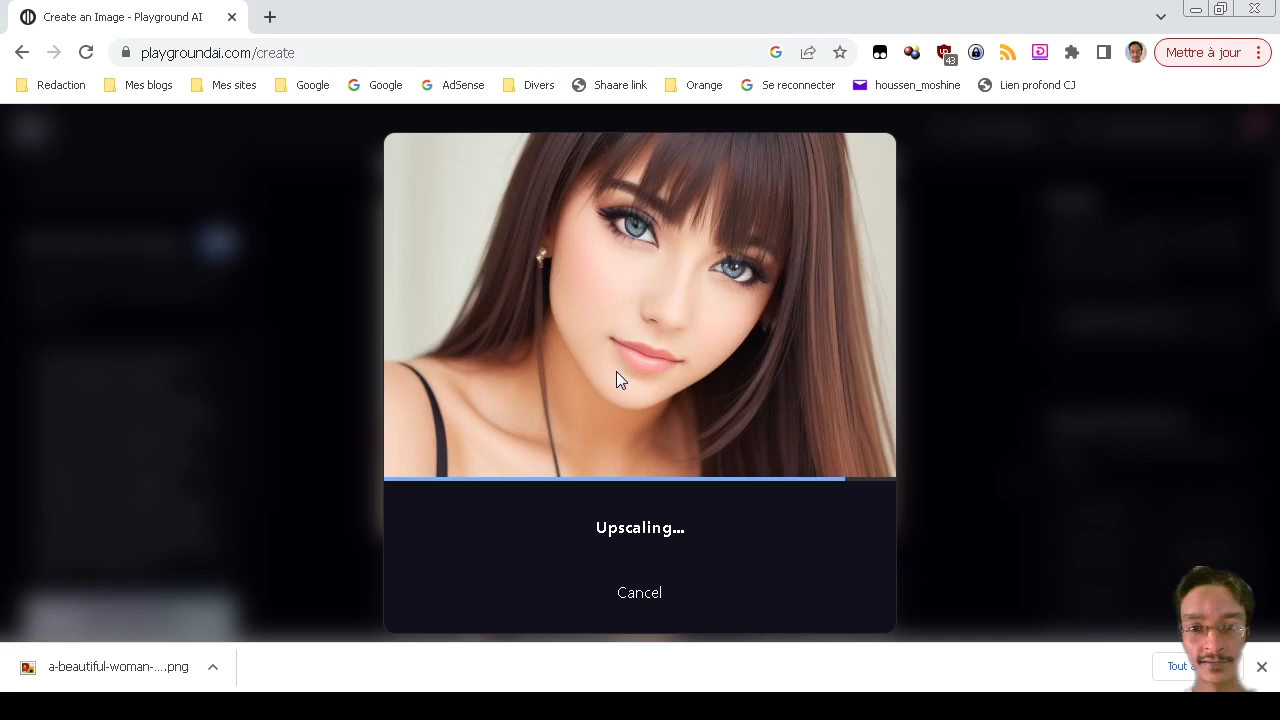 Create an Image - Playground AI
playgroundai.com/create
43
Mettre à jour
Redaction
Mes blogs
Mes sites
Google
Google
AdSense
Divers
Shaare link
Orange
Se reconnecter
houssen_moshine
Lien profond CJ
Upscaling...
Cancel
a-beautiful-woman-....png
Tout